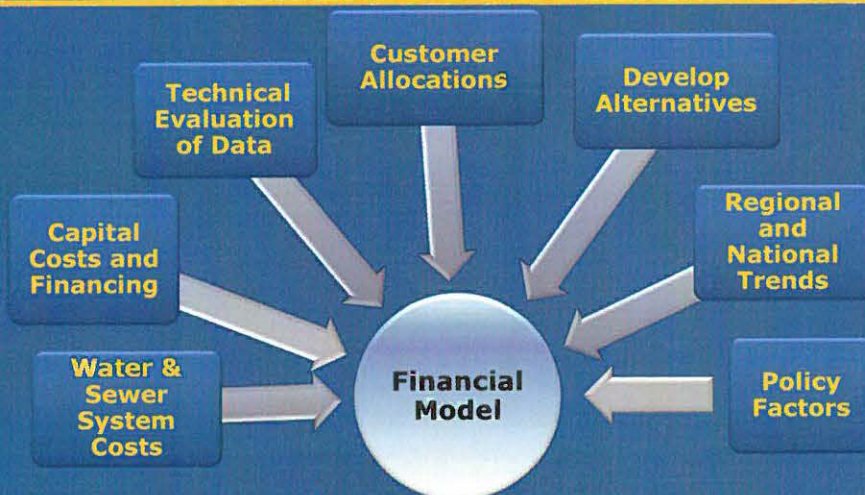 Customer
Allocations
Technical
Evaluation
of Data
Develop
Alternatives
Capital
Costs and
Financing
Regional
and
National
Trends
Water &
Sewer
System
Costs
Financial
Model
Policy
Factors